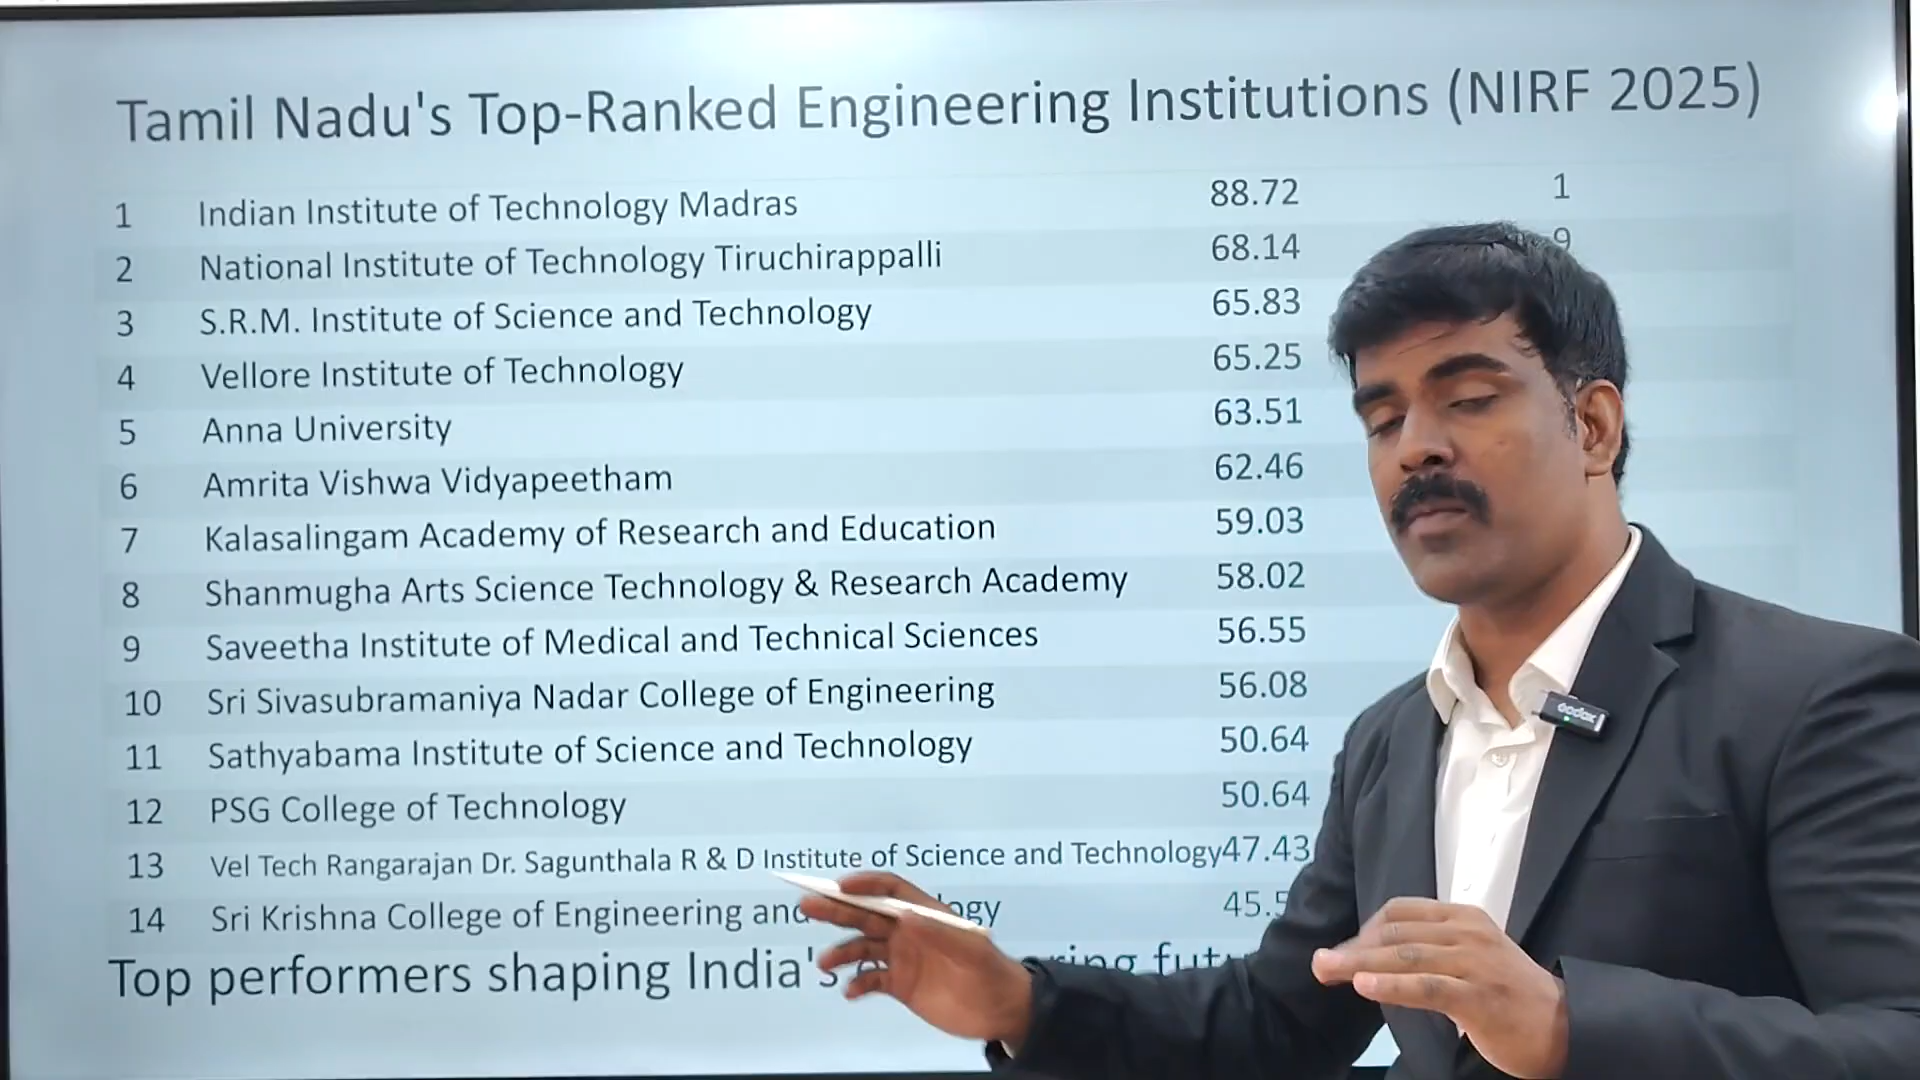 Tamil Nadu's Top-Ranked Engineering Institutions (NIRF 2025)
1 Indian Institute of Technology Madras 88.72 1
2 National Institute of Technology Tiruchirappalli 68.14 9
3 S.R.M. Institute of Science and Technology 65.83
4 Vellore Institute of Technology 65.25
5 Anna University 63.51
6 Amrita Vishwa Vidyapeetham 62.46
7 Kalasalingam Academy of Research and Education 59.03
8 Shanmugha Arts Science Technology & Research Academy 58.02
9 Saveetha Institute of Medical and Technical Sciences 56.55
10 Sri Sivasubramaniya Nadar College of Engineering 56.08
11 Sathyabama Institute of Science and Technology 50.64
12 PSG College of Technology 50.64
13 Vel Tech Rangarajan Dr. Sagunthala R & D Institute of Science and Technology 47.43
14 Sri Krishna College of Engineering and
Top performers shaping India's
Godox